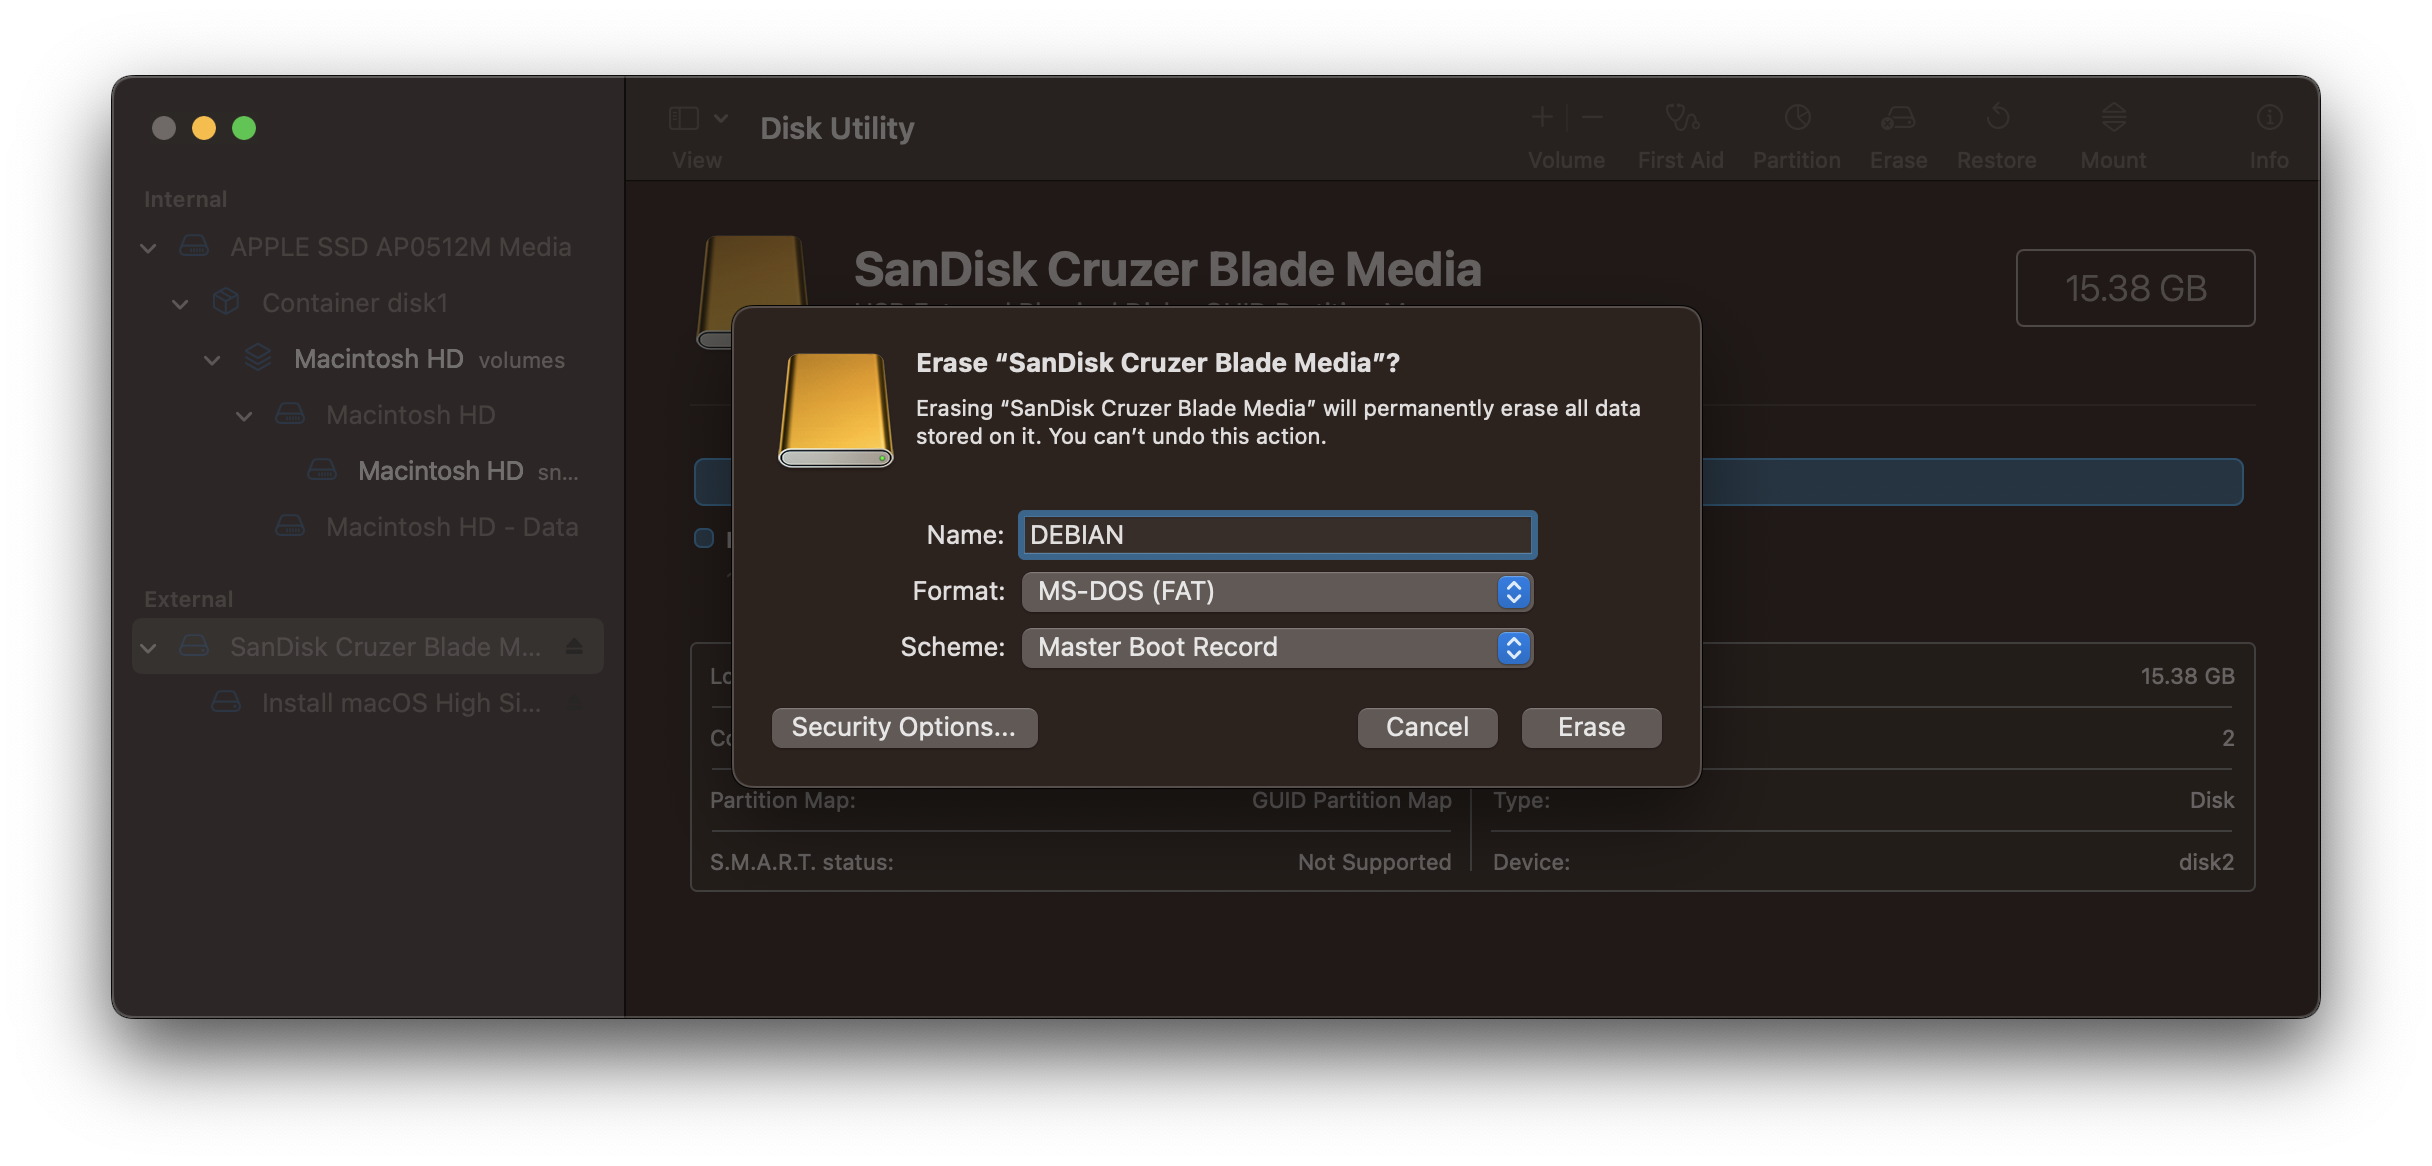 Disk Utility
View
Volume
First Aid
Partition
Erase
Restore
Mount
Info
Internal
APPLE SSD AP0512M Media
Container disk1
Macintosh HD volumes
Macintosh HD
Macintosh HD sn...
Macintosh HD - Data
External
SanDisk Cruzer Blade M...
Install macOS High Si...
SanDisk Cruzer Blade Media
15.38 GB
Erase “SanDisk Cruzer Blade Media”?
Erasing “SanDisk Cruzer Blade Media” will permanently erase all data
stored on it. You can’t undo this action.
Name: DEBIAN
Format: MS-DOS (FAT)
Scheme: Master Boot Record
Security Options...
Cancel
Erase
15.38 GB
2
Partition Map: GUID Partition Map
Type: Disk
S.M.A.R.T. status: Not Supported
Device: disk2